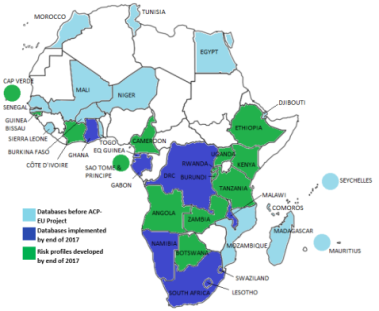 MOROCCO
TUNISIA
EGYPT
CAP VERDE
MALI
NIGER
SENEGAL
GUINEA
BISSAU
SIERRA LEONE
BURKINA FASO
CÔTE D'IVOIRE
GHANA
TOGO
EQ.GUINEA
CAMEROON
SAO TOME &
PRINCIPE
GABON
DJIBOUTI
ETHIOPIA
UGANDA
KENYA
RWANDA
DRC
BURUNDI
TANZANIA
SEYCHELLES
MALAWI
COMOROS
ANGOLA
ZAMBIA
MADAGASCAR
MAURITIUS
MOZAMBIQUE
NAMIBIA
BOTSWANA
SWAZILAND
LESOTHO
SOUTH AFRICA
Databases before ACP-
EU Project
Databases implemented
by end of 2017
Risk profiles developed
by end of 2017